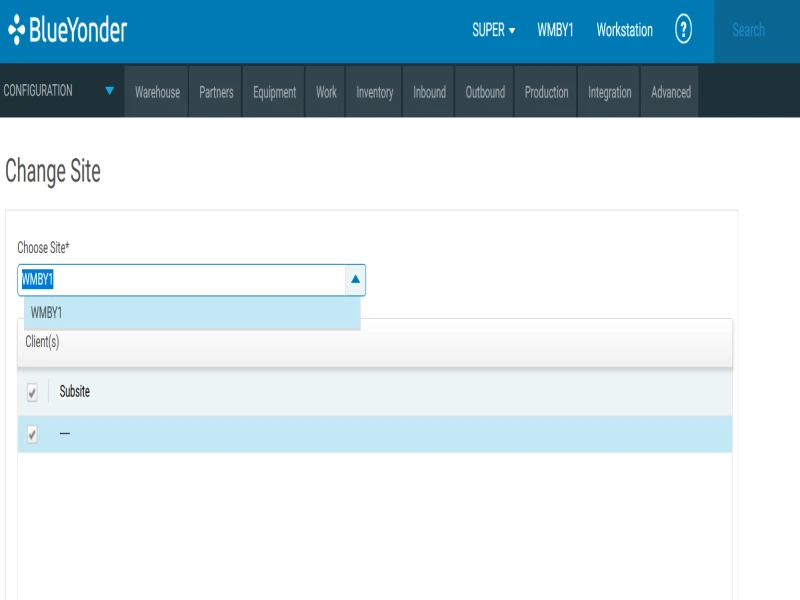 BlueYonder
SUPER WMBY1 Workstation ? Search
CONFIGURATION Warehouse Partners Equipment Work Inventory Inbound Outbound Production Integration Advanced
Change Site
Choose Site*
WMBY1
WMBY1
Client(s)
Subsite
—